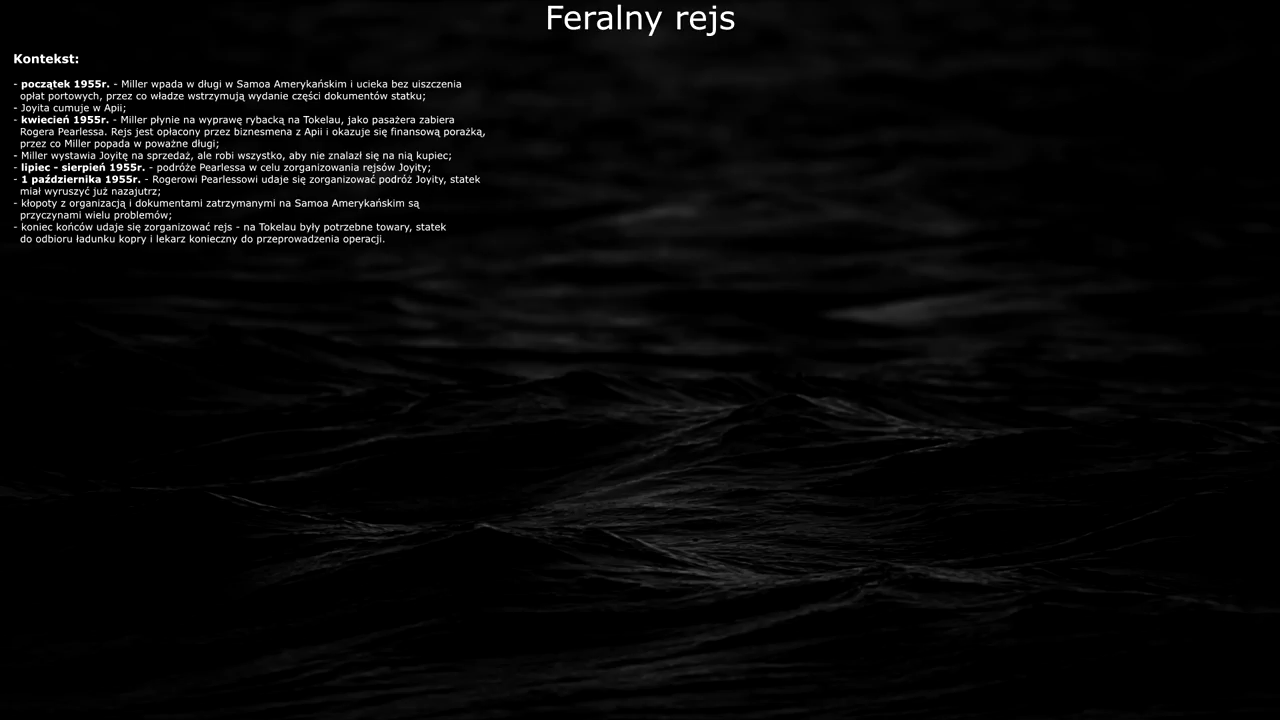 Feralny rejs
Kontekst:
- początek 1955r. - Miller wpada w długi w Samoa Amerykańskim i ucieka bez uiszczenia
opłat portowych, przez co władze wstrzymują wydanie części dokumentów statku;
- Joyita cumuje w Apii;
- kwiecień 1955r. - Miller płynie na wyprawę rybacką na Tokelau, jako pasażera zabiera
Rogera Pearlessa. Rejs jest opłacony przez biznesmena z Apii i okazuje się finansową porażką,
przez co Miller popada w poważne długi;
- Miller wystawia Joyitę na sprzedaż, ale robi wszystko, aby nie znalazł się na nią kupiec;
- lipiec - sierpień 1955r. - podróże Pearlessa w celu zorganizowania rejsów Joyity;
- 1 października 1955r. - Rogerowi Pearlessowi udaje się zorganizować podróż Joyity, statek
miał wyruszyć już nazajutrz;
- kłopoty z organizacją i dokumentami zatrzymanymi na Samoa Amerykańskim są
przyczynami wielu problemów;
- koniec końców udaje się zorganizować rejs - na Tokelau były potrzebne towary, statek
do odbioru ładunku kopry i lekarz konieczny do przeprowadzenia operacji.